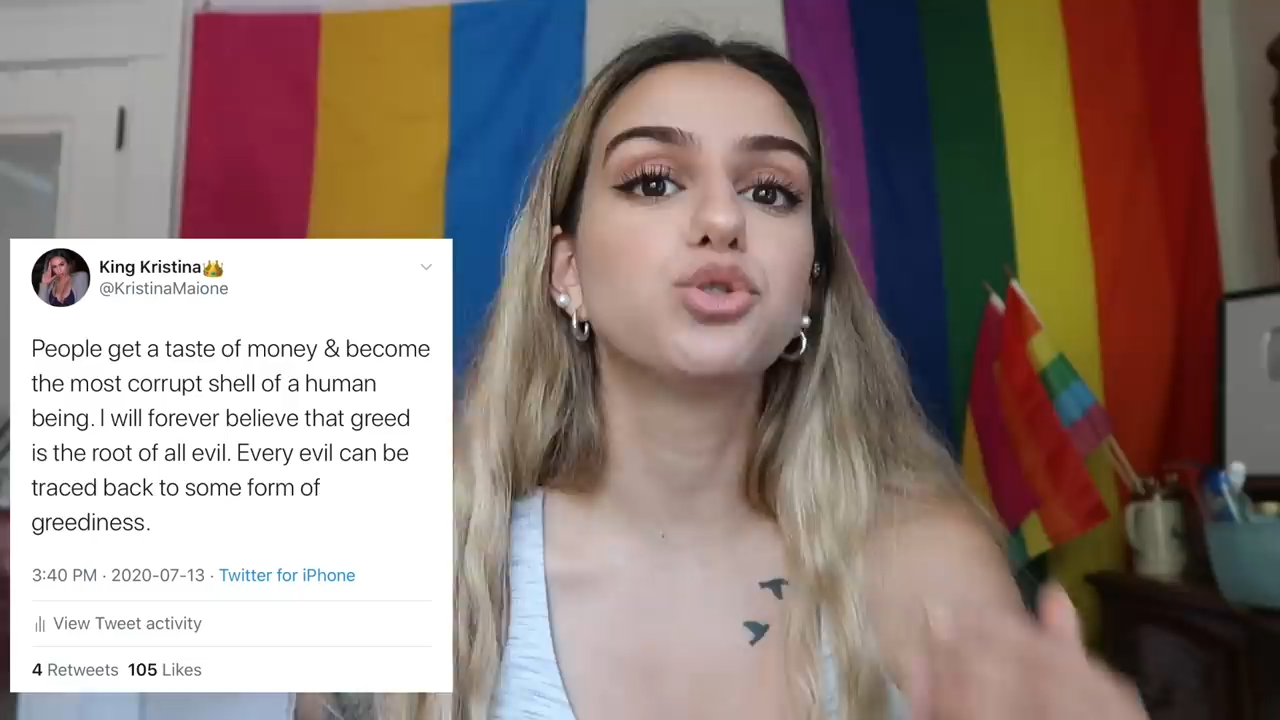 King Kristina👑
@KristinaMaione
People get a taste of money & become
the most corrupt shell of a human
being. I will forever believe that greed
is the root of all evil. Every evil can be
traced back to some form of
greediness.
3:40 PM · 2020-07-13 · Twitter for iPhone
View Tweet activity
4 Retweets 105 Likes